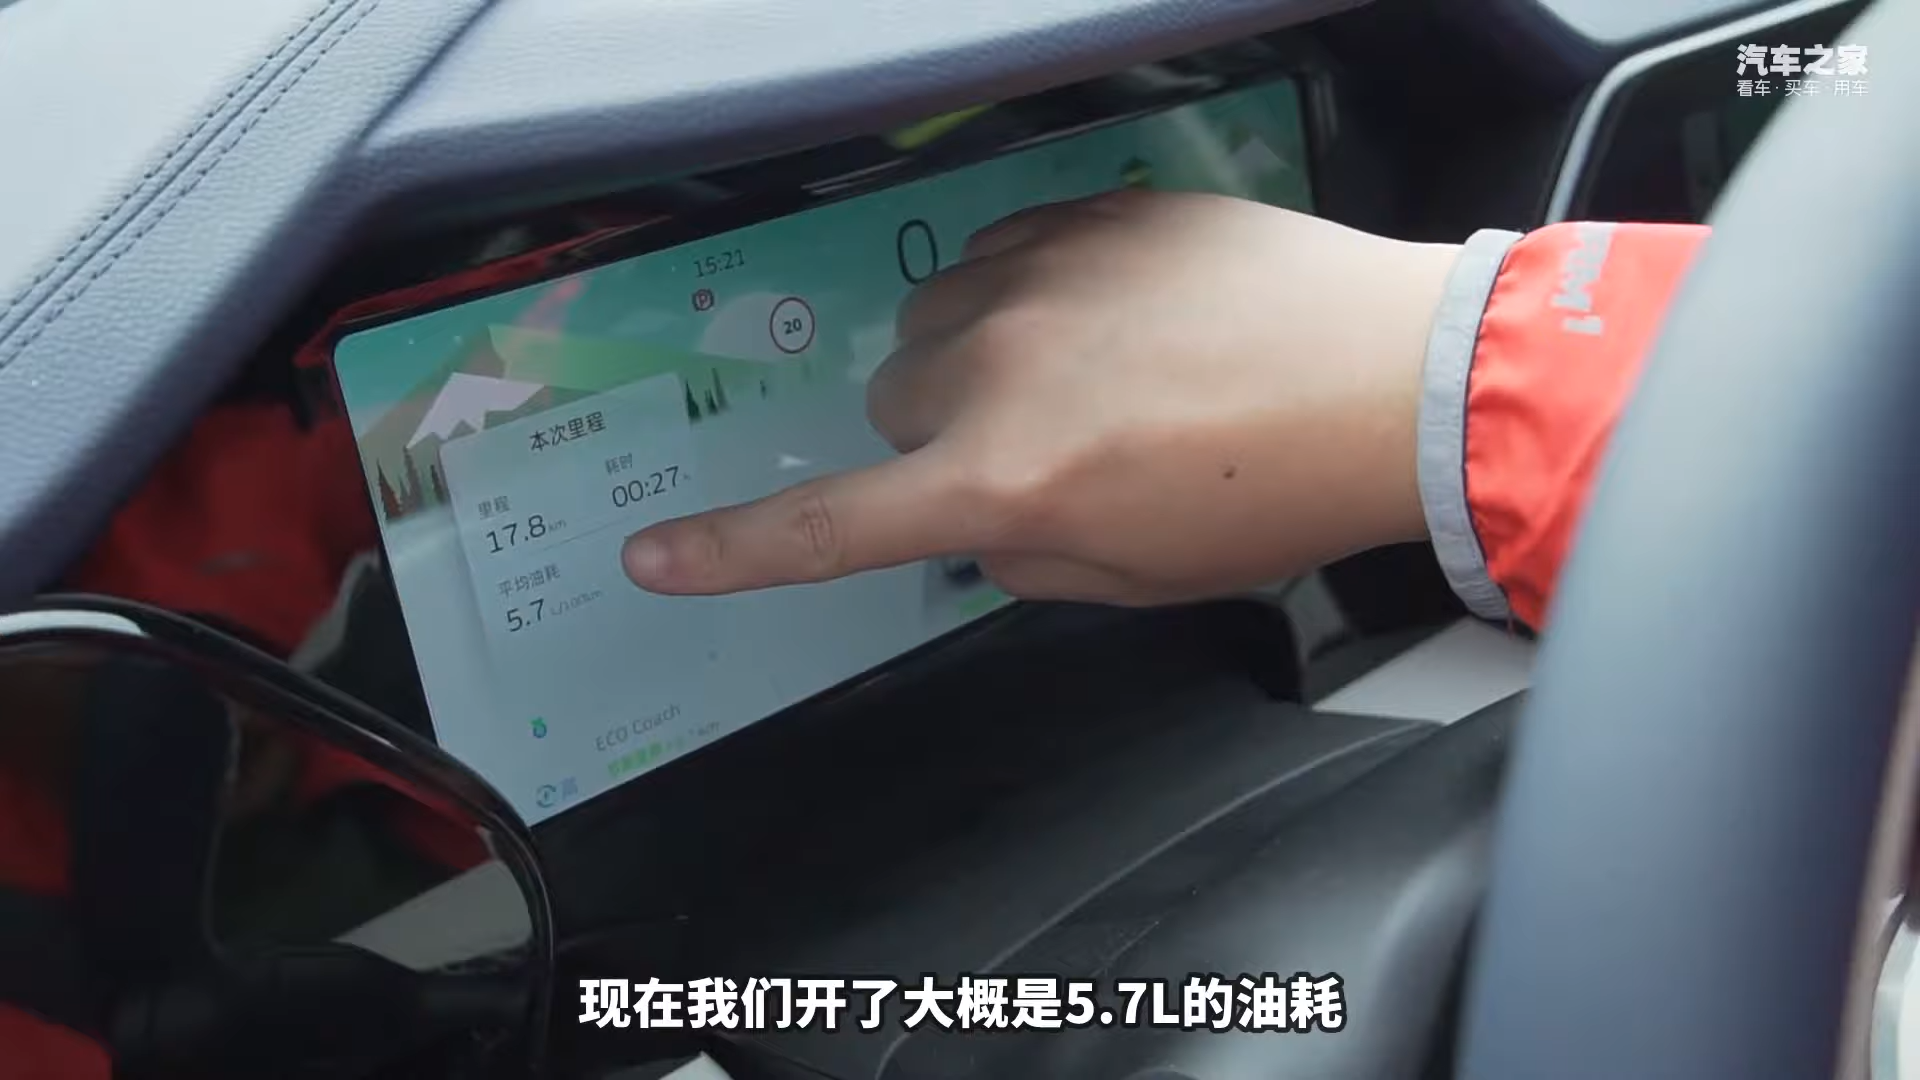 汽车之家
看车·买车·用车
0
15:21
P
20
本次里程
耗时
00:27 h
里程
17.8 km
平均油耗
5.7 L/100km
ECO Coach
km
高
现在我们开了大概是5.7L的油耗